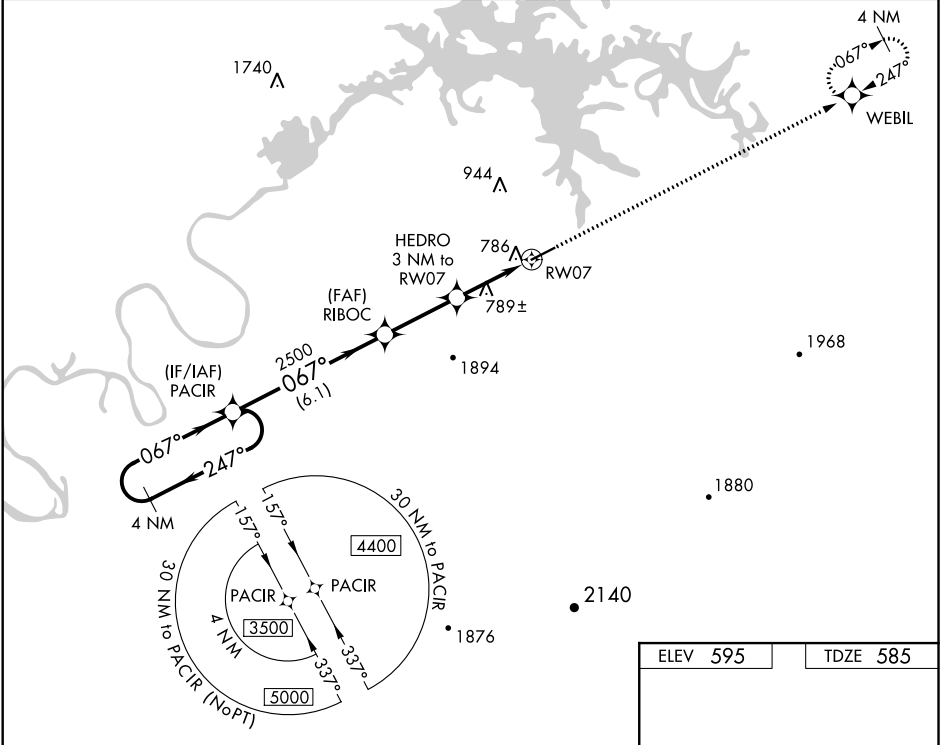 4 NM
067°
247°
WEBIL
1740
944
HEDRO
3 NM to
RW07
786
RW07
789±
(FAF)
RIBOC
1968
1894
2500
067°
(6.1)
(IF/IAF)
PACIR
067°
247°
4 NM
1880
157°
157°
30 NM to PACIR
4400
PACIR
PACIR
3500
4 NM
337°
337°
30 NM to PACIR (NoPT)
5000
2140
1876
ELEV 595
TDZE 585